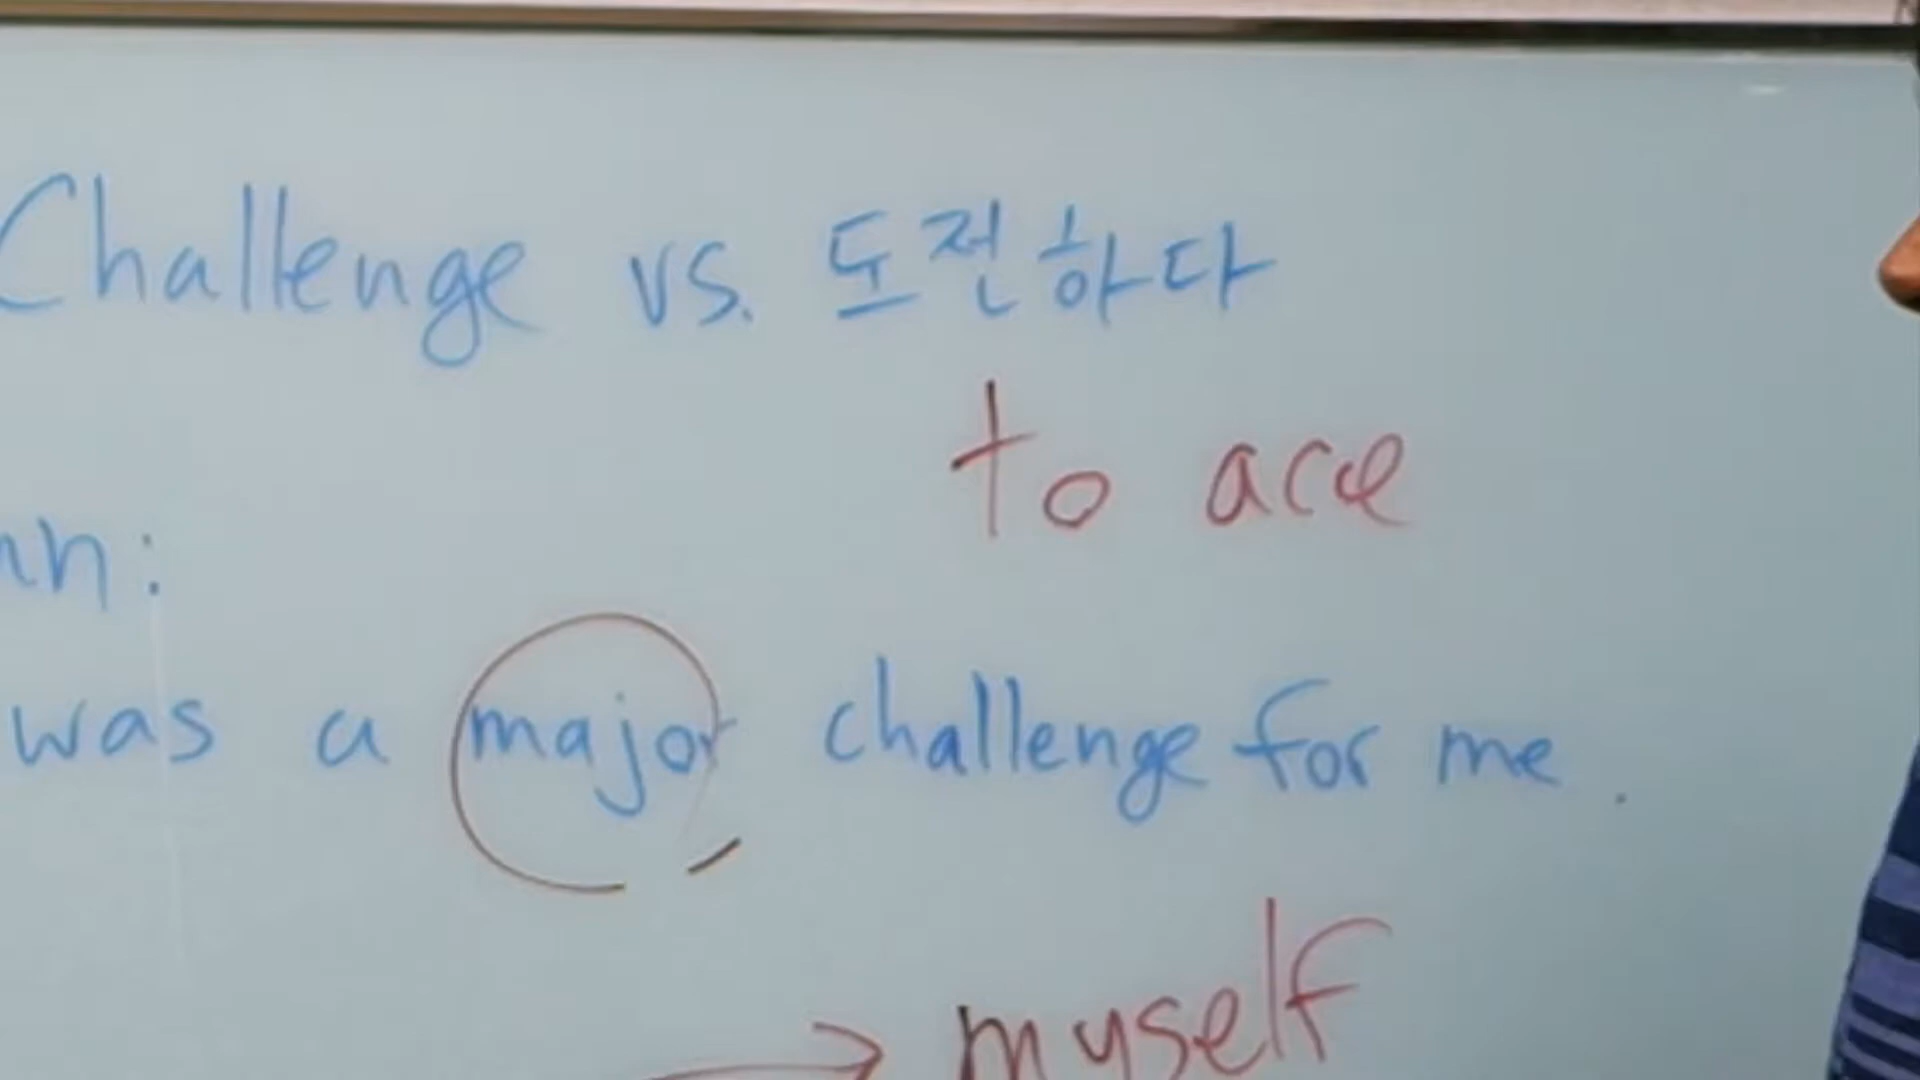 Challenge vs. 도전하다
to ace
was a major challenge for me.
myself